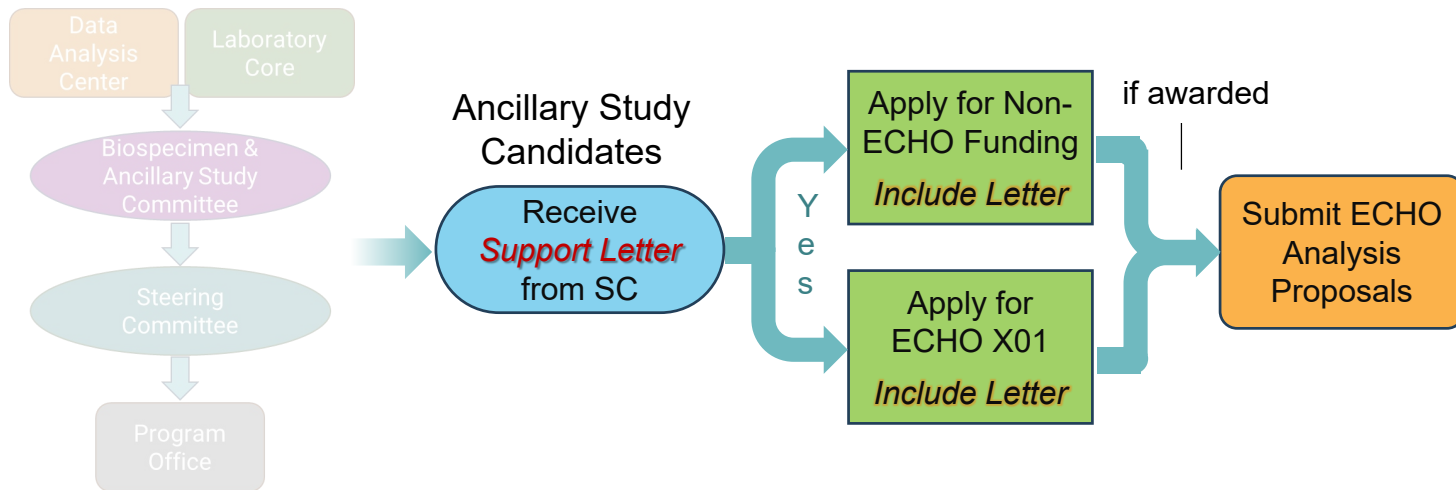 Data
Analysis
Center
Laboratory
Core
Biospecimen &
Ancillary Study
Committee
Steering
Committee
Program
Office
Ancillary Study
Candidates
Receive
Support Letter
from SC
Yes
Apply for Non-
ECHO Funding
Include Letter
Apply for
ECHO X01
Include Letter
if awarded
Submit ECHO
Analysis
Proposals